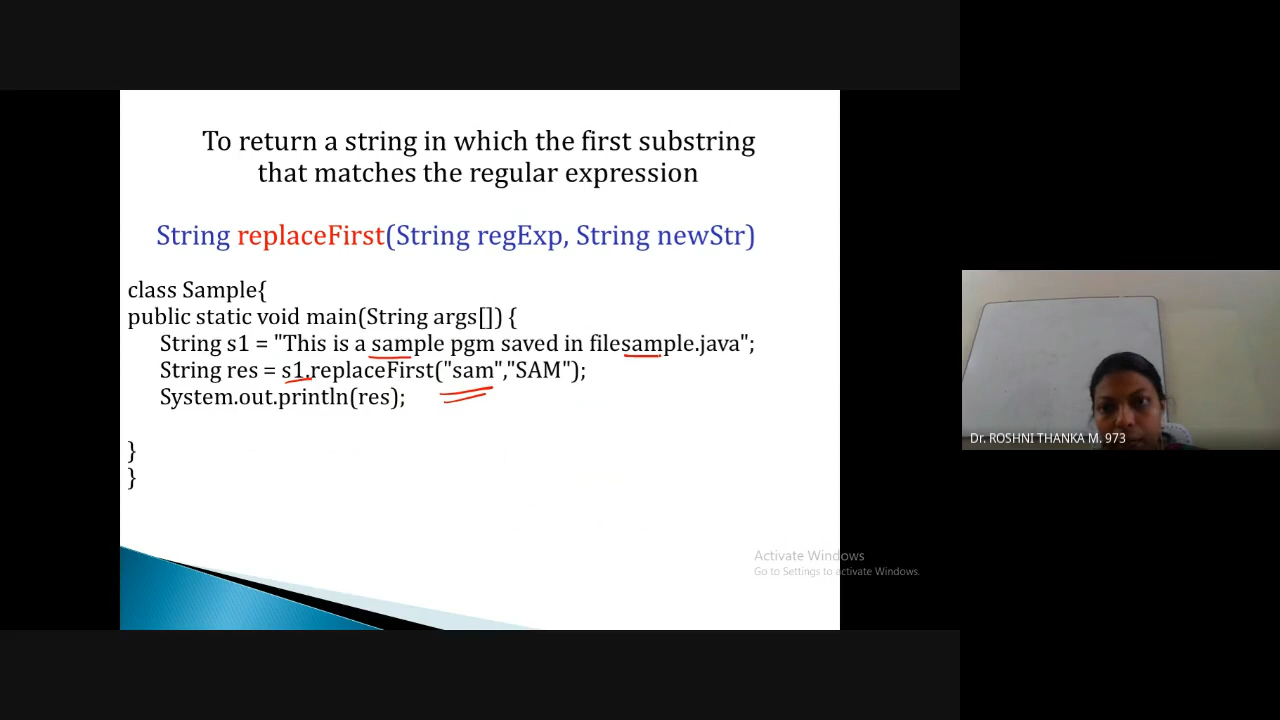 To return a string in which the first substring
that matches the regular expression
String replaceFirst(String regExp, String newStr)
class Sample{
public static void main(String args[]) {
String s1 = "This is a sample pgm saved in filesample.java";
String res = s1.replaceFirst("sam","SAM");
System.out.println(res);
}
}
Activate Windows
Go to Settings to activate Windows.
Dr. ROSHNI THANKA M. 973